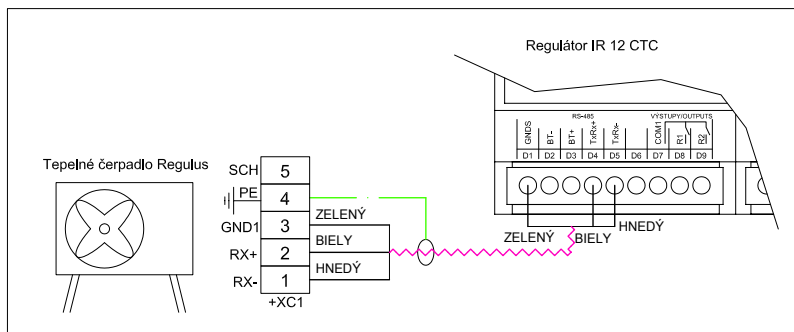 Regulátor IR 12 CTC
RS-485
VÝSTUPY/OUTPUTS
GNDS
BT-
BT+
TxRx+
TxRx-
COM1
R1
R2
D1 D2 D3 D4 D5 D6 D7 D8 D9
Tepelné čerpadlo Regulus
SCH 5
PE 4
GND1 3 ZELENÝ
RX+ 2 BIELY
RX- 1 HNEDÝ
+XC1
ZELENÝ BIELY HNEDÝ